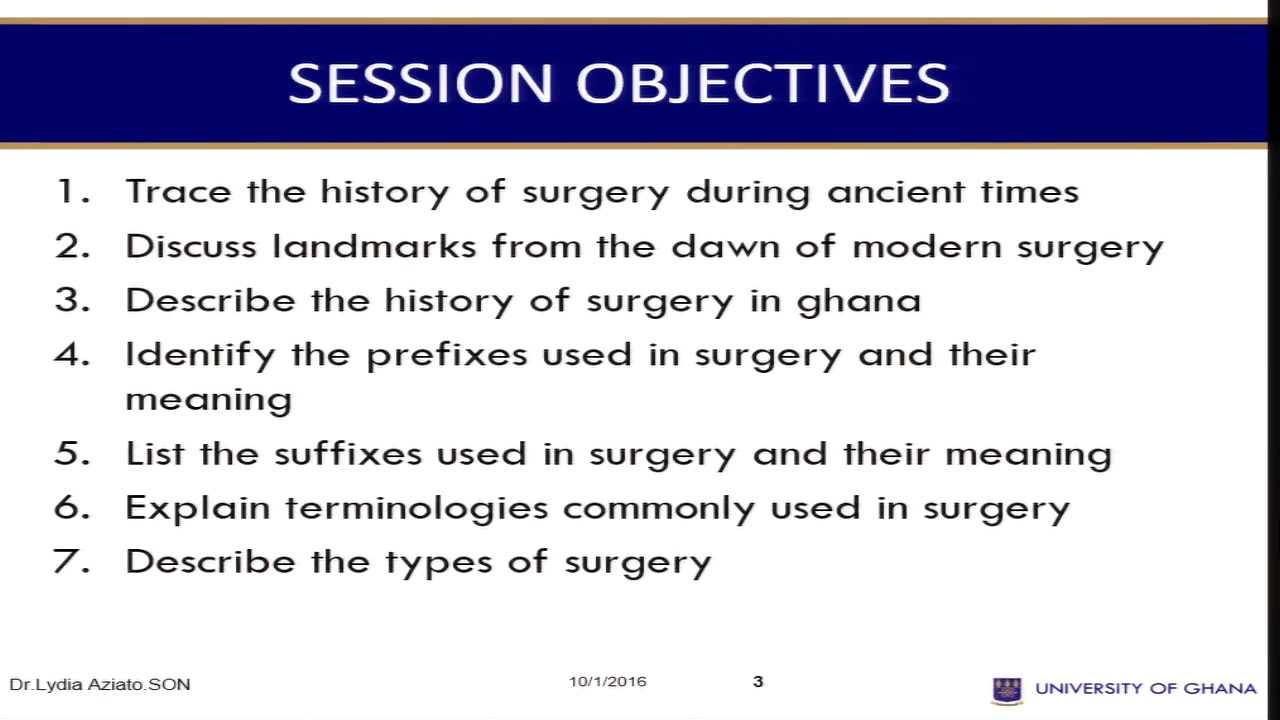 SESSION OBJECTIVES
1. Trace the history of surgery during ancient times
2. Discuss landmarks from the dawn of modern surgery
3. Describe the history of surgery in ghana
4. Identify the prefixes used in surgery and their
meaning
5. List the suffixes used in surgery and their meaning
6. Explain terminologies commonly used in surgery
7. Describe the types of surgery
Dr.Lydia Aziato.SON 10/1/2016 3 UNIVERSITY OF GHANA